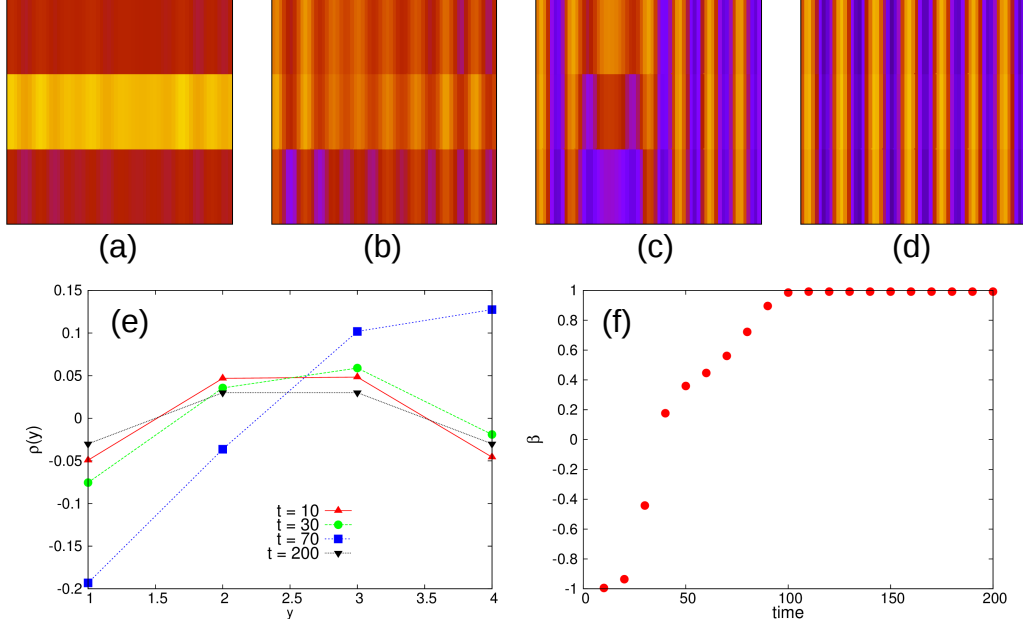 (a) (b) (c) (d)
(e)
0.15
0.1
0.05
0
-0.05
-0.1
-0.15
-0.2
ρ(y)
t = 10
t = 30
t = 70
t = 200
1 1.5 2 2.5 3 3.5 4
y
(f)
1
0.8
0.6
0.4
0.2
0
-0.2
-0.4
-0.6
-0.8
-1
β
0 50 100 150 200
time